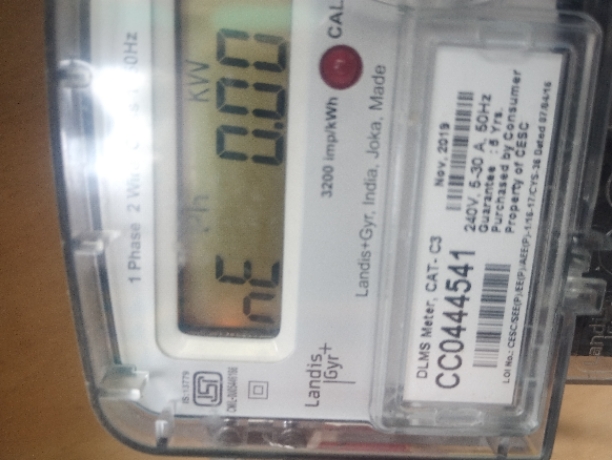 1 Phase 2 Wire
kW
0.00
3200 imp/kWh
CAL
Landis+Gyr, India, Joka, Made
Landis
Gyr+
IS:13779
DLMS Meter, CAT- C3
Nov, 2019
CC0444541
240V, 5-30 A, 50Hz
Guarantee : 5 Yrs.
Purchased by Consumer
Property of CESC